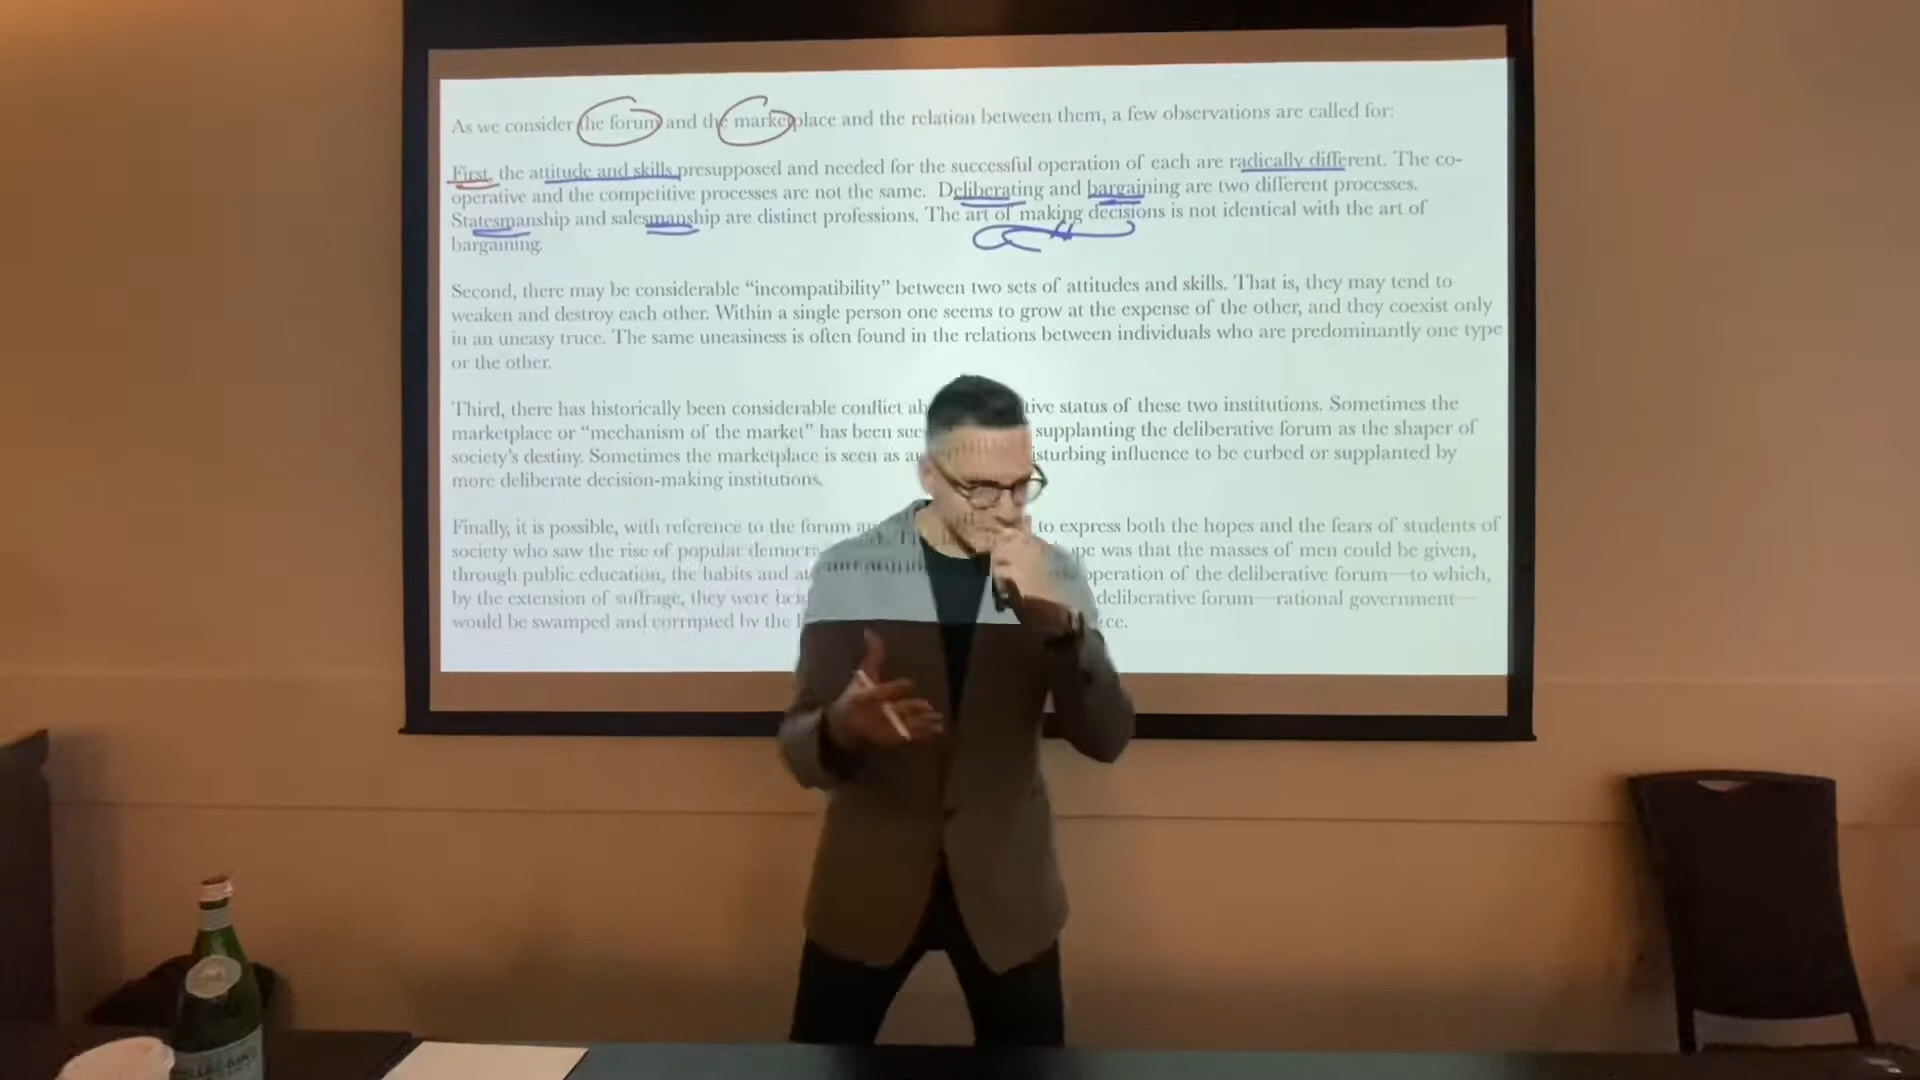 As we consider the forum and the marketplace and the relation between them, a few observations are called for:
First, the attitude and skills presupposed and needed for the successful operation of each are radically different. The co-
operative and the competitive processes are not the same. Deliberating and bargaining are two different processes.
Statesmanship and salesmanship are distinct professions. The art of making decisions is not identical with the art of
bargaining.
Second, there may be considerable “incompatibility” between two sets of attitudes and skills. That is, they may tend to
weaken and destroy each other. Within a single person one seems to grow at the expense of the other, and they coexist only
in an uneasy truce. The same uneasiness is often found in the relations between individuals who are predominantly one type
or the other.
Third, there has historically been considerable conflict status of these two institutions. Sometimes the
marketplace or “mechanism of the market” has been supplanting the deliberative forum as the shaper of
society’s destiny. Sometimes the marketplace is seen as influence to be curbed or supplanted by
more deliberate decision-making institutions.
Finally, it is possible, with reference to the forum to express both the hopes and the fears of students of
society who saw the rise of popular was that the masses of men could be given,
through public education, the habits and operation of the deliberative forum—to which,
by the extension of suffrage, they were deliberative forum—rational government—
would be swamped and corrupted by the